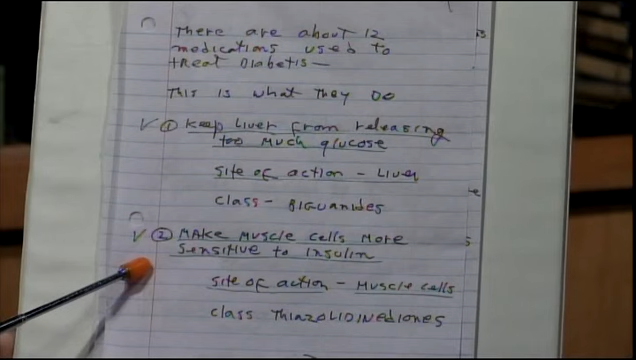 There are about 12
medications used to
treat Diabetis —
This is what They Do
① Keep Liver from releasing
too much glucose
Site of action - Liver
class - BIGUANIDES
② MAKE Muscle cells More
Sensitive to Insulin
Site of action - Muscle cells
class THIAZOLIDINEDIONES